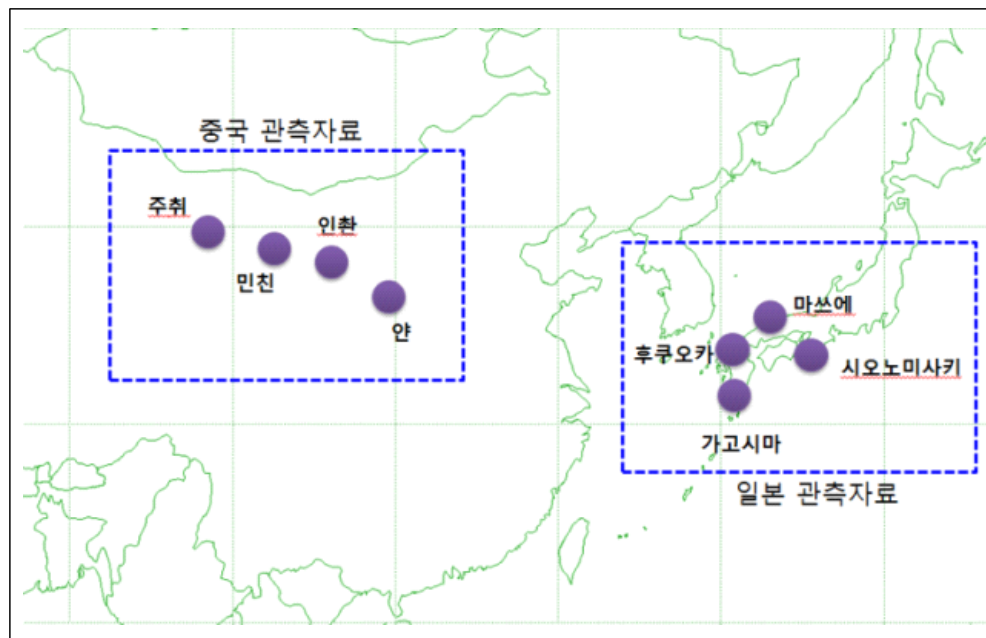 중국 관측자료
주취
인촨
민친
얀
마쓰에
후쿠오카
시오노미사키
가고시마
일본 관측자료